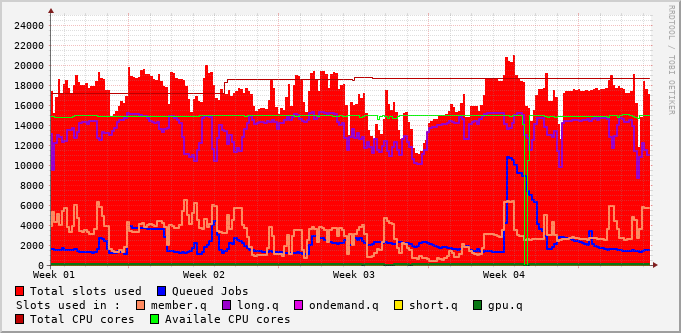 24000
22000
20000
18000
16000
14000
12000
10000
8000
6000
4000
2000
0
Week 01 Week 02 Week 03 Week 04
Total slots used Queued Jobs
Slots used in : member.q long.q ondemand.q short.q gpu.q
Total CPU cores Availale CPU cores
RRDTOOL / TOBI OETIKER